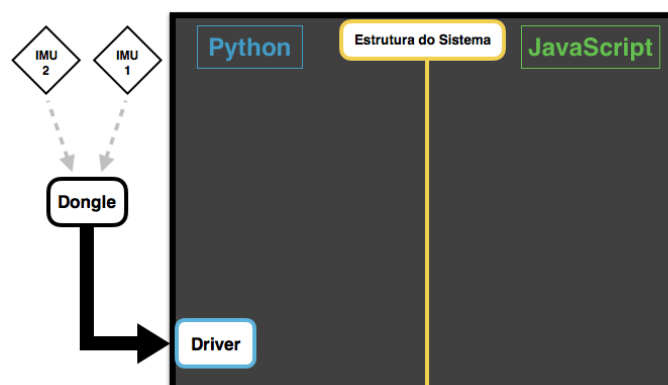 Estrutura do Sistema
Python
JavaScript
IMU
2
IMU
1
Dongle
Driver